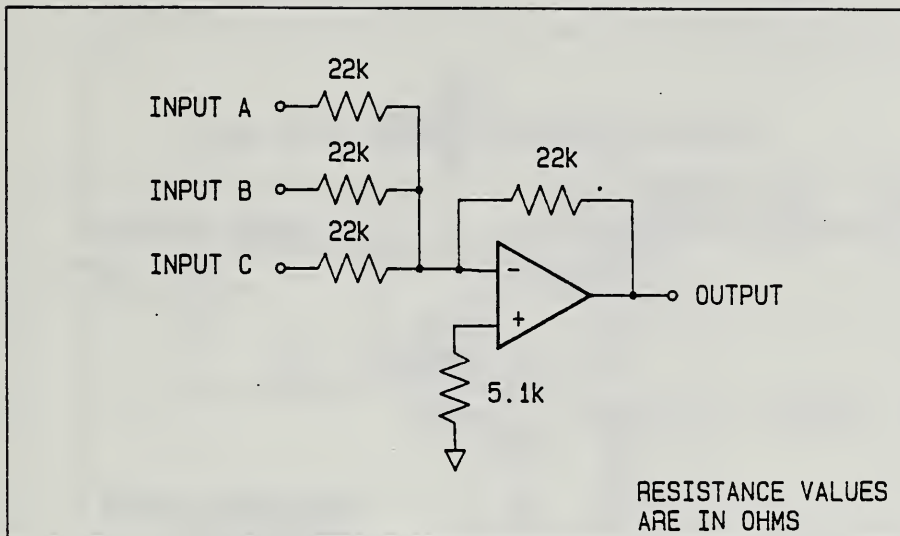 22k
INPUT A
22k
22k
INPUT B
22k
INPUT C
-
OUTPUT
+
5.1k
RESISTANCE VALUES
ARE IN OHMS